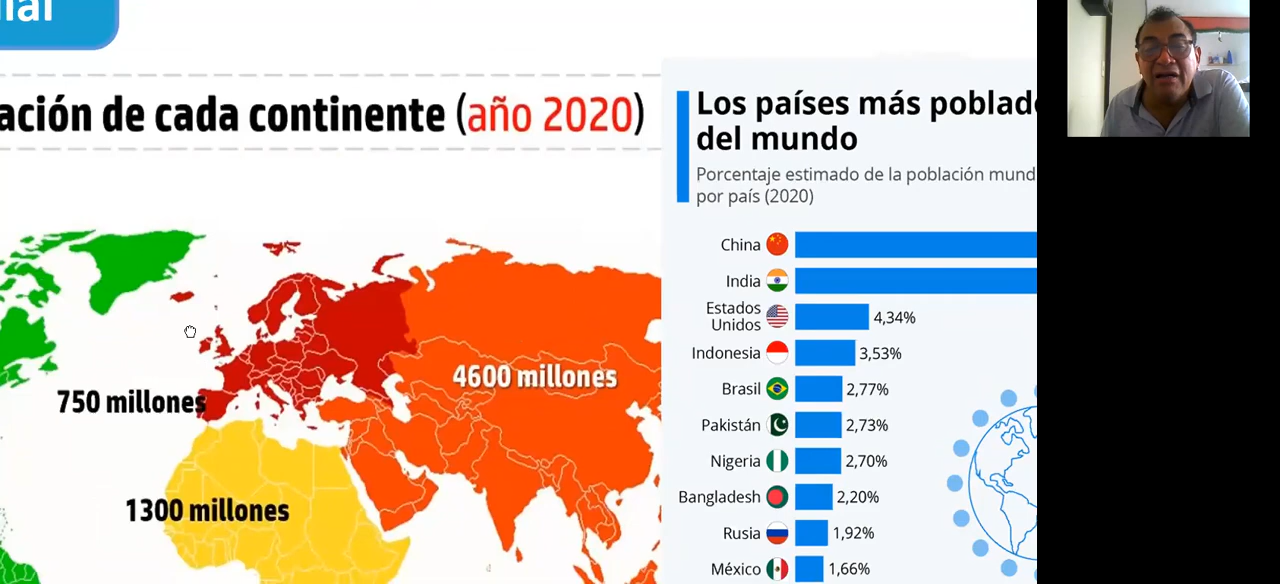 ación de cada continente (año 2020)
750 millones
4600 millones
1300 millones
Los países más poblado
del mundo
Porcentaje estimado de la población mund
por país (2020)
China
India
Estados
Unidos 4,34%
Indonesia 3,53%
Brasil 2,77%
Pakistán 2,73%
Nigeria 2,70%
Bangladesh 2,20%
Rusia 1,92%
México 1,66%